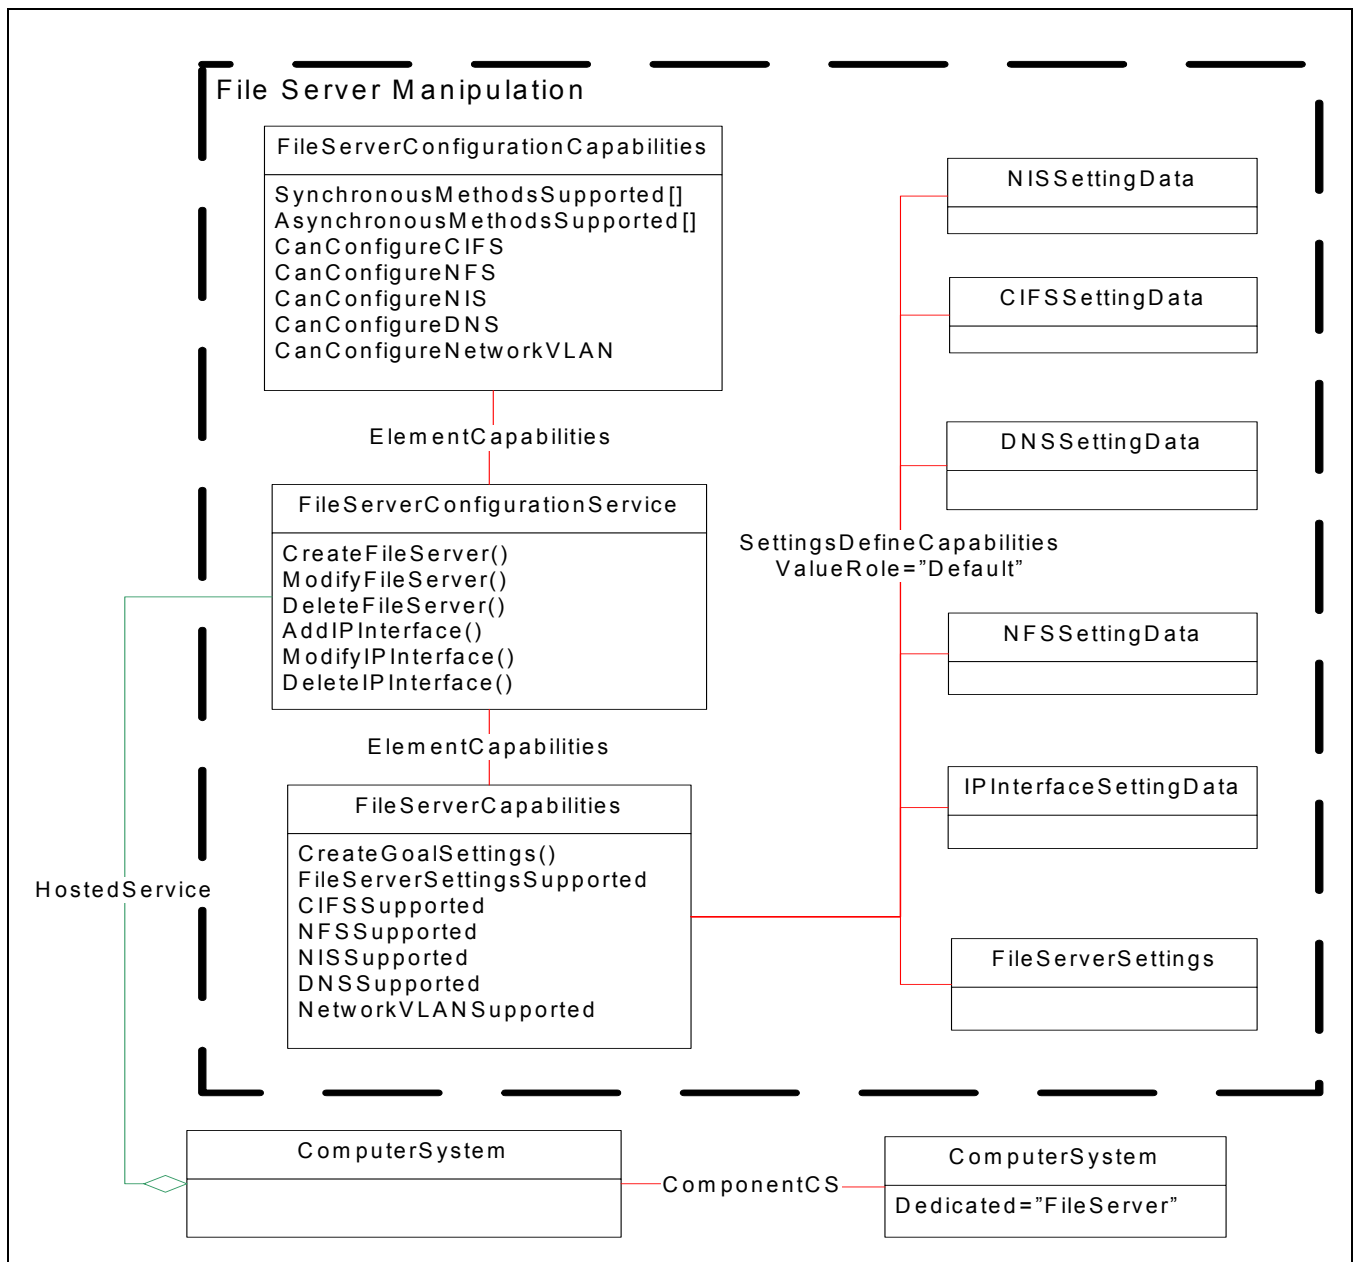 File Server Manipulation
FileServerConfigurationCapabilities
SynchronousMethodsSupported[]
AsynchronousMethodsSupported[]
CanConfigureCIFS
CanConfigureNFS
CanConfigureNIS
CanConfigureDNS
CanConfigureNetworkVLAN
ElementCapabilities
FileServerConfigurationService
CreateFileServer()
ModifyFileServer()
DeleteFileServer()
AddIPInterface()
ModifyIPInterface()
DeleteIPInterface()
ElementCapabilities
FileServerCapabilities
CreateGoalSettings()
FileServerSettingsSupported
CIFSSupported
NFSSupported
NISSupported
DNSSupported
NetworkVLANSupported
HostedService
NISSettingData
CIFSSettingData
DNSSettingData
SettingsDefineCapabilities
ValueRole=”Default”
NFSSettingData
IPInterfaceSettingData
FileServerSettings
ComputerSystem
ComponentCS
ComputerSystem
Dedicated=”FileServer”